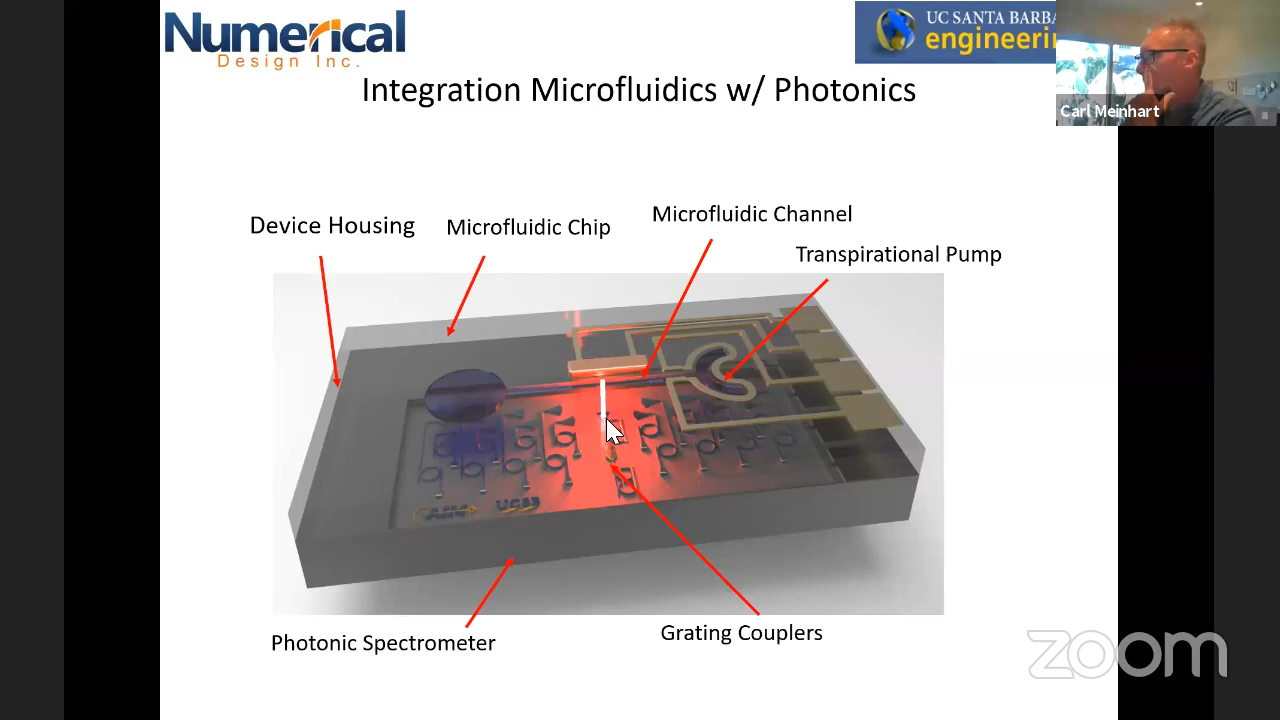 Numerical
Design Inc.
UC SANTA BARBA
engineerin
Carl Meinhart
Integration Microfluidics w/ Photonics
Device Housing
Microfluidic Chip
Microfluidic Channel
Transpirational Pump
UCSB
Photonic Spectrometer
Grating Couplers
zoom